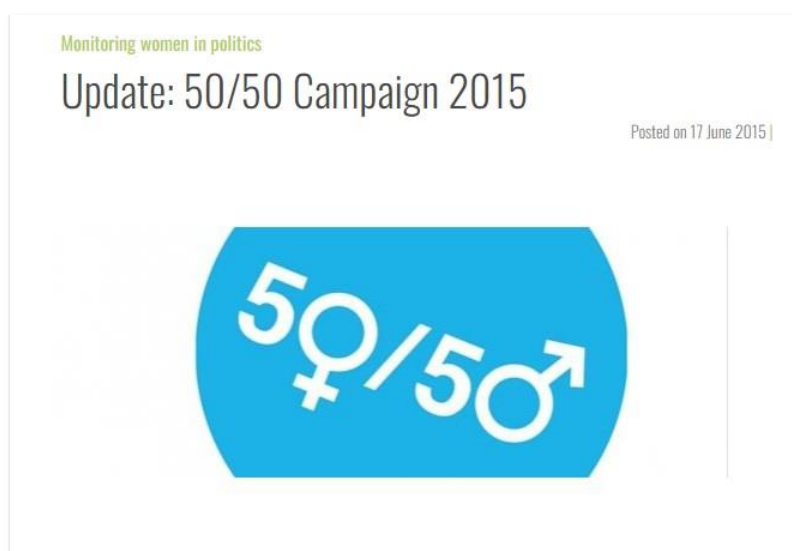 Monitoring women in politics
Update: 50/50 Campaign 2015
Posted on 17 June 2015 |
50/50